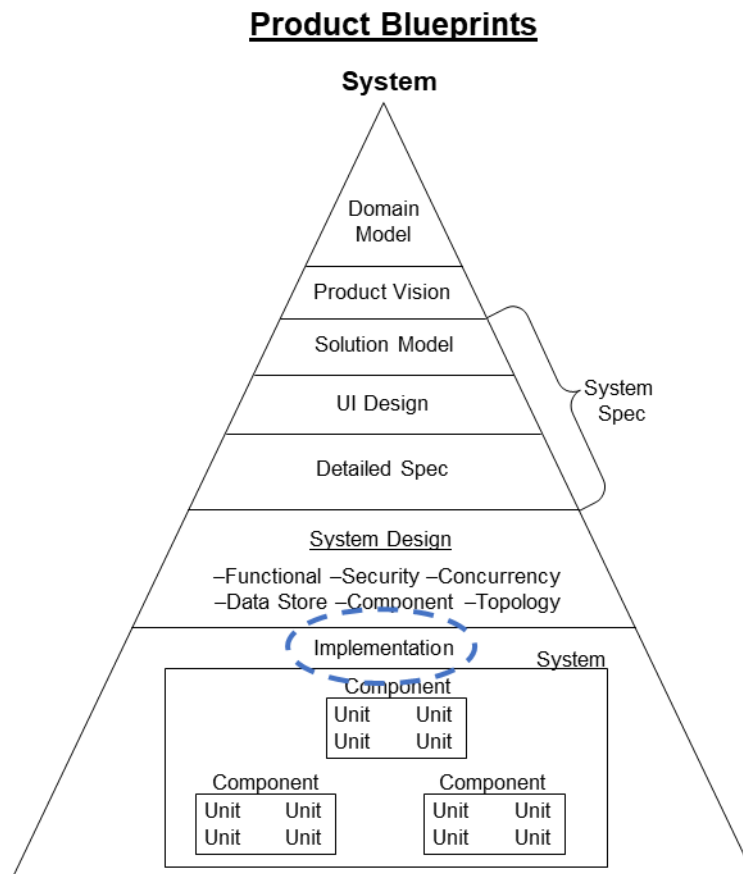 Product Blueprints
System
Domain
Model
Product Vision
Solution Model
UI Design
System
Spec
Detailed Spec
System Design
–Functional –Security –Concurrency
–Data Store –Component –Topology
Implementation
System
Component
Unit Unit
Unit Unit
Component
Unit Unit
Unit Unit
Component
Unit Unit
Unit Unit